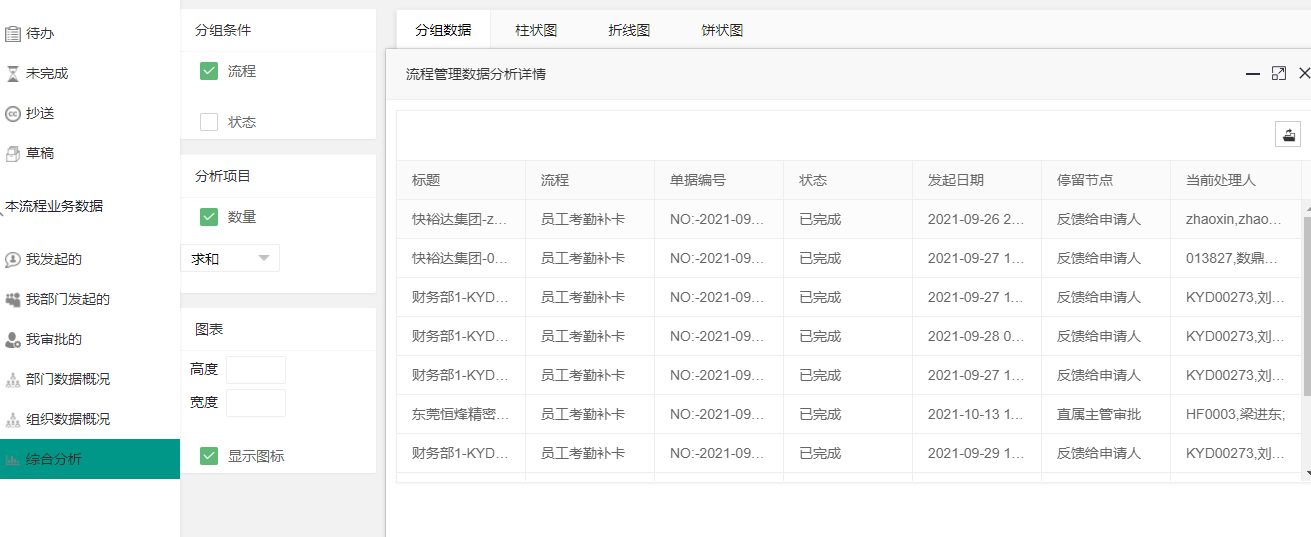 待办
未完成
抄送
草稿
本流程业务数据
我发起的
我部门发起的
我审批的
部门数据概况
组织数据概况
综合分析
分组条件
流程
状态
分析项目
数量
求和
图表
高度
宽度
显示图标
分组数据 柱状图 折线图 饼状图
流程管理数据分析详情
标题 流程 单据编号 状态 发起日期 停留节点 当前处理人
快裕达集团-z... 员工考勤补卡 NO:-2021-09... 已完成 2021-09-26 2... 反馈给申请人 zhaoxin,zhao...
快裕达集团-0... 员工考勤补卡 NO:-2021-09... 已完成 2021-09-27 1... 反馈给申请人 013827,数鼎...
财务部1-KYD... 员工考勤补卡 NO:-2021-09... 已完成 2021-09-27 1... 反馈给申请人 KYD00273,刘...
财务部1-KYD... 员工考勤补卡 NO:-2021-09... 已完成 2021-09-28 0... 反馈给申请人 KYD00273,刘...
财务部1-KYD... 员工考勤补卡 NO:-2021-09... 已完成 2021-09-27 1... 反馈给申请人 KYD00273,刘...
东莞恒烽精密... 员工考勤补卡 NO:-2021-09... 已完成 2021-10-13 1... 直属主管审批 HF0003,梁进东;
财务部1-KYD... 员工考勤补卡 NO:-2021-09... 已完成 2021-09-29 1... 反馈给申请人 KYD00273,刘...